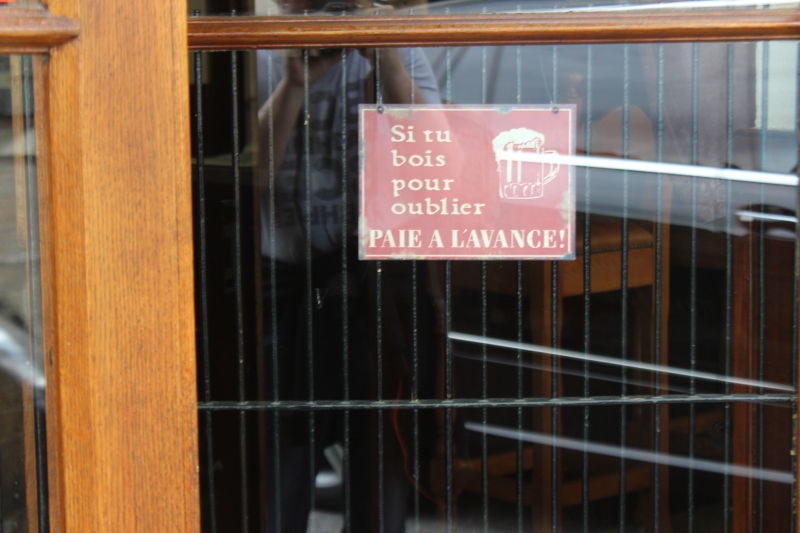 Si tu
bois
pour
oublier
PAIE A L'AVANCE!